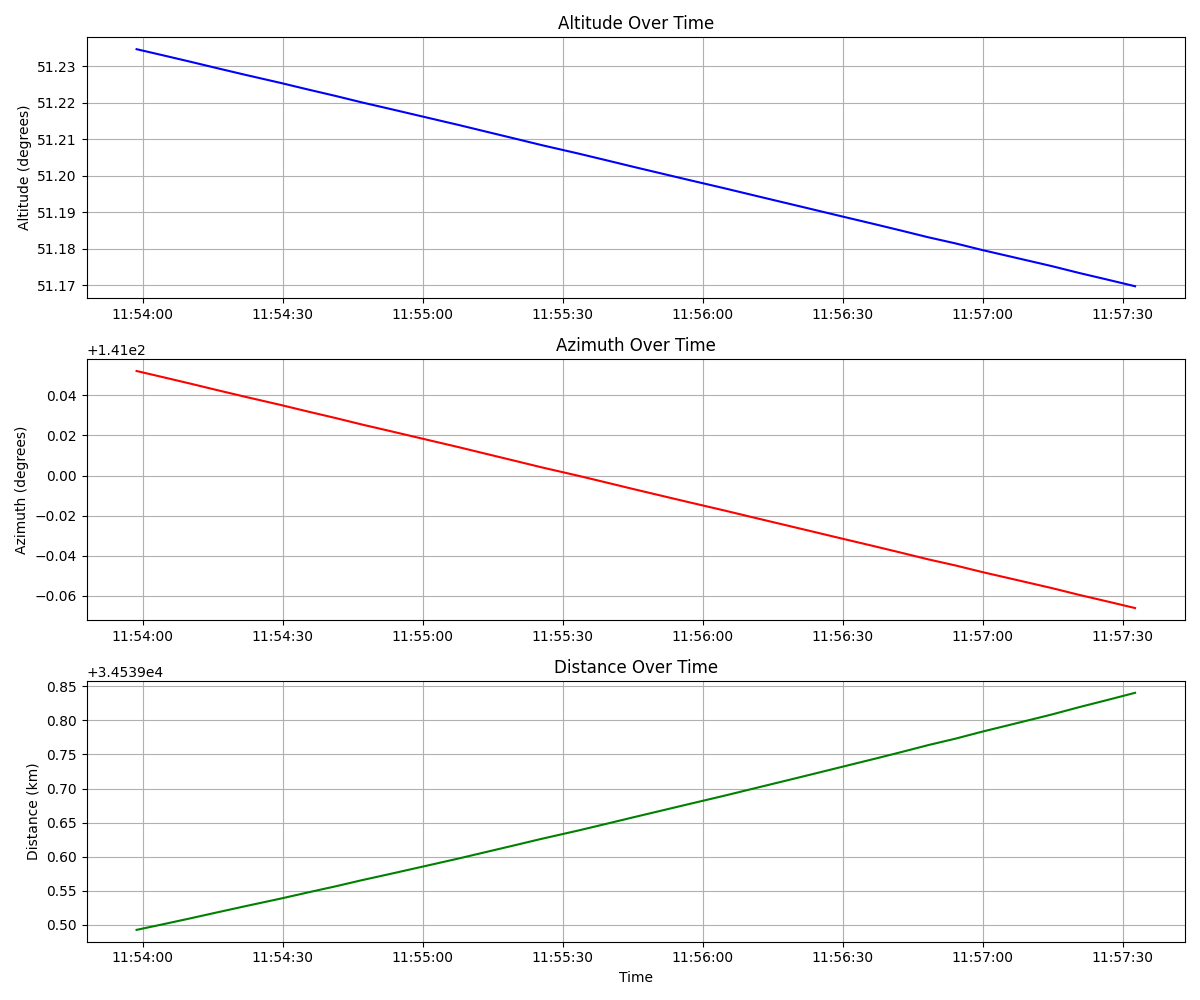 Altitude Over Time
Altitude (degrees)
51.23
51.22
51.21
51.20
51.19
51.18
51.17
11:54:00 11:54:30 11:55:00 11:55:30 11:56:00 11:56:30 11:57:00 11:57:30
Azimuth Over Time
+1.41e2
Azimuth (degrees)
0.04
0.02
0.00
−0.02
−0.04
−0.06
11:54:00 11:54:30 11:55:00 11:55:30 11:56:00 11:56:30 11:57:00 11:57:30
Distance Over Time
+3.4539e4
Distance (km)
0.85
0.80
0.75
0.70
0.65
0.60
0.55
0.50
11:54:00 11:54:30 11:55:00 11:55:30 11:56:00 11:56:30 11:57:00 11:57:30
Time